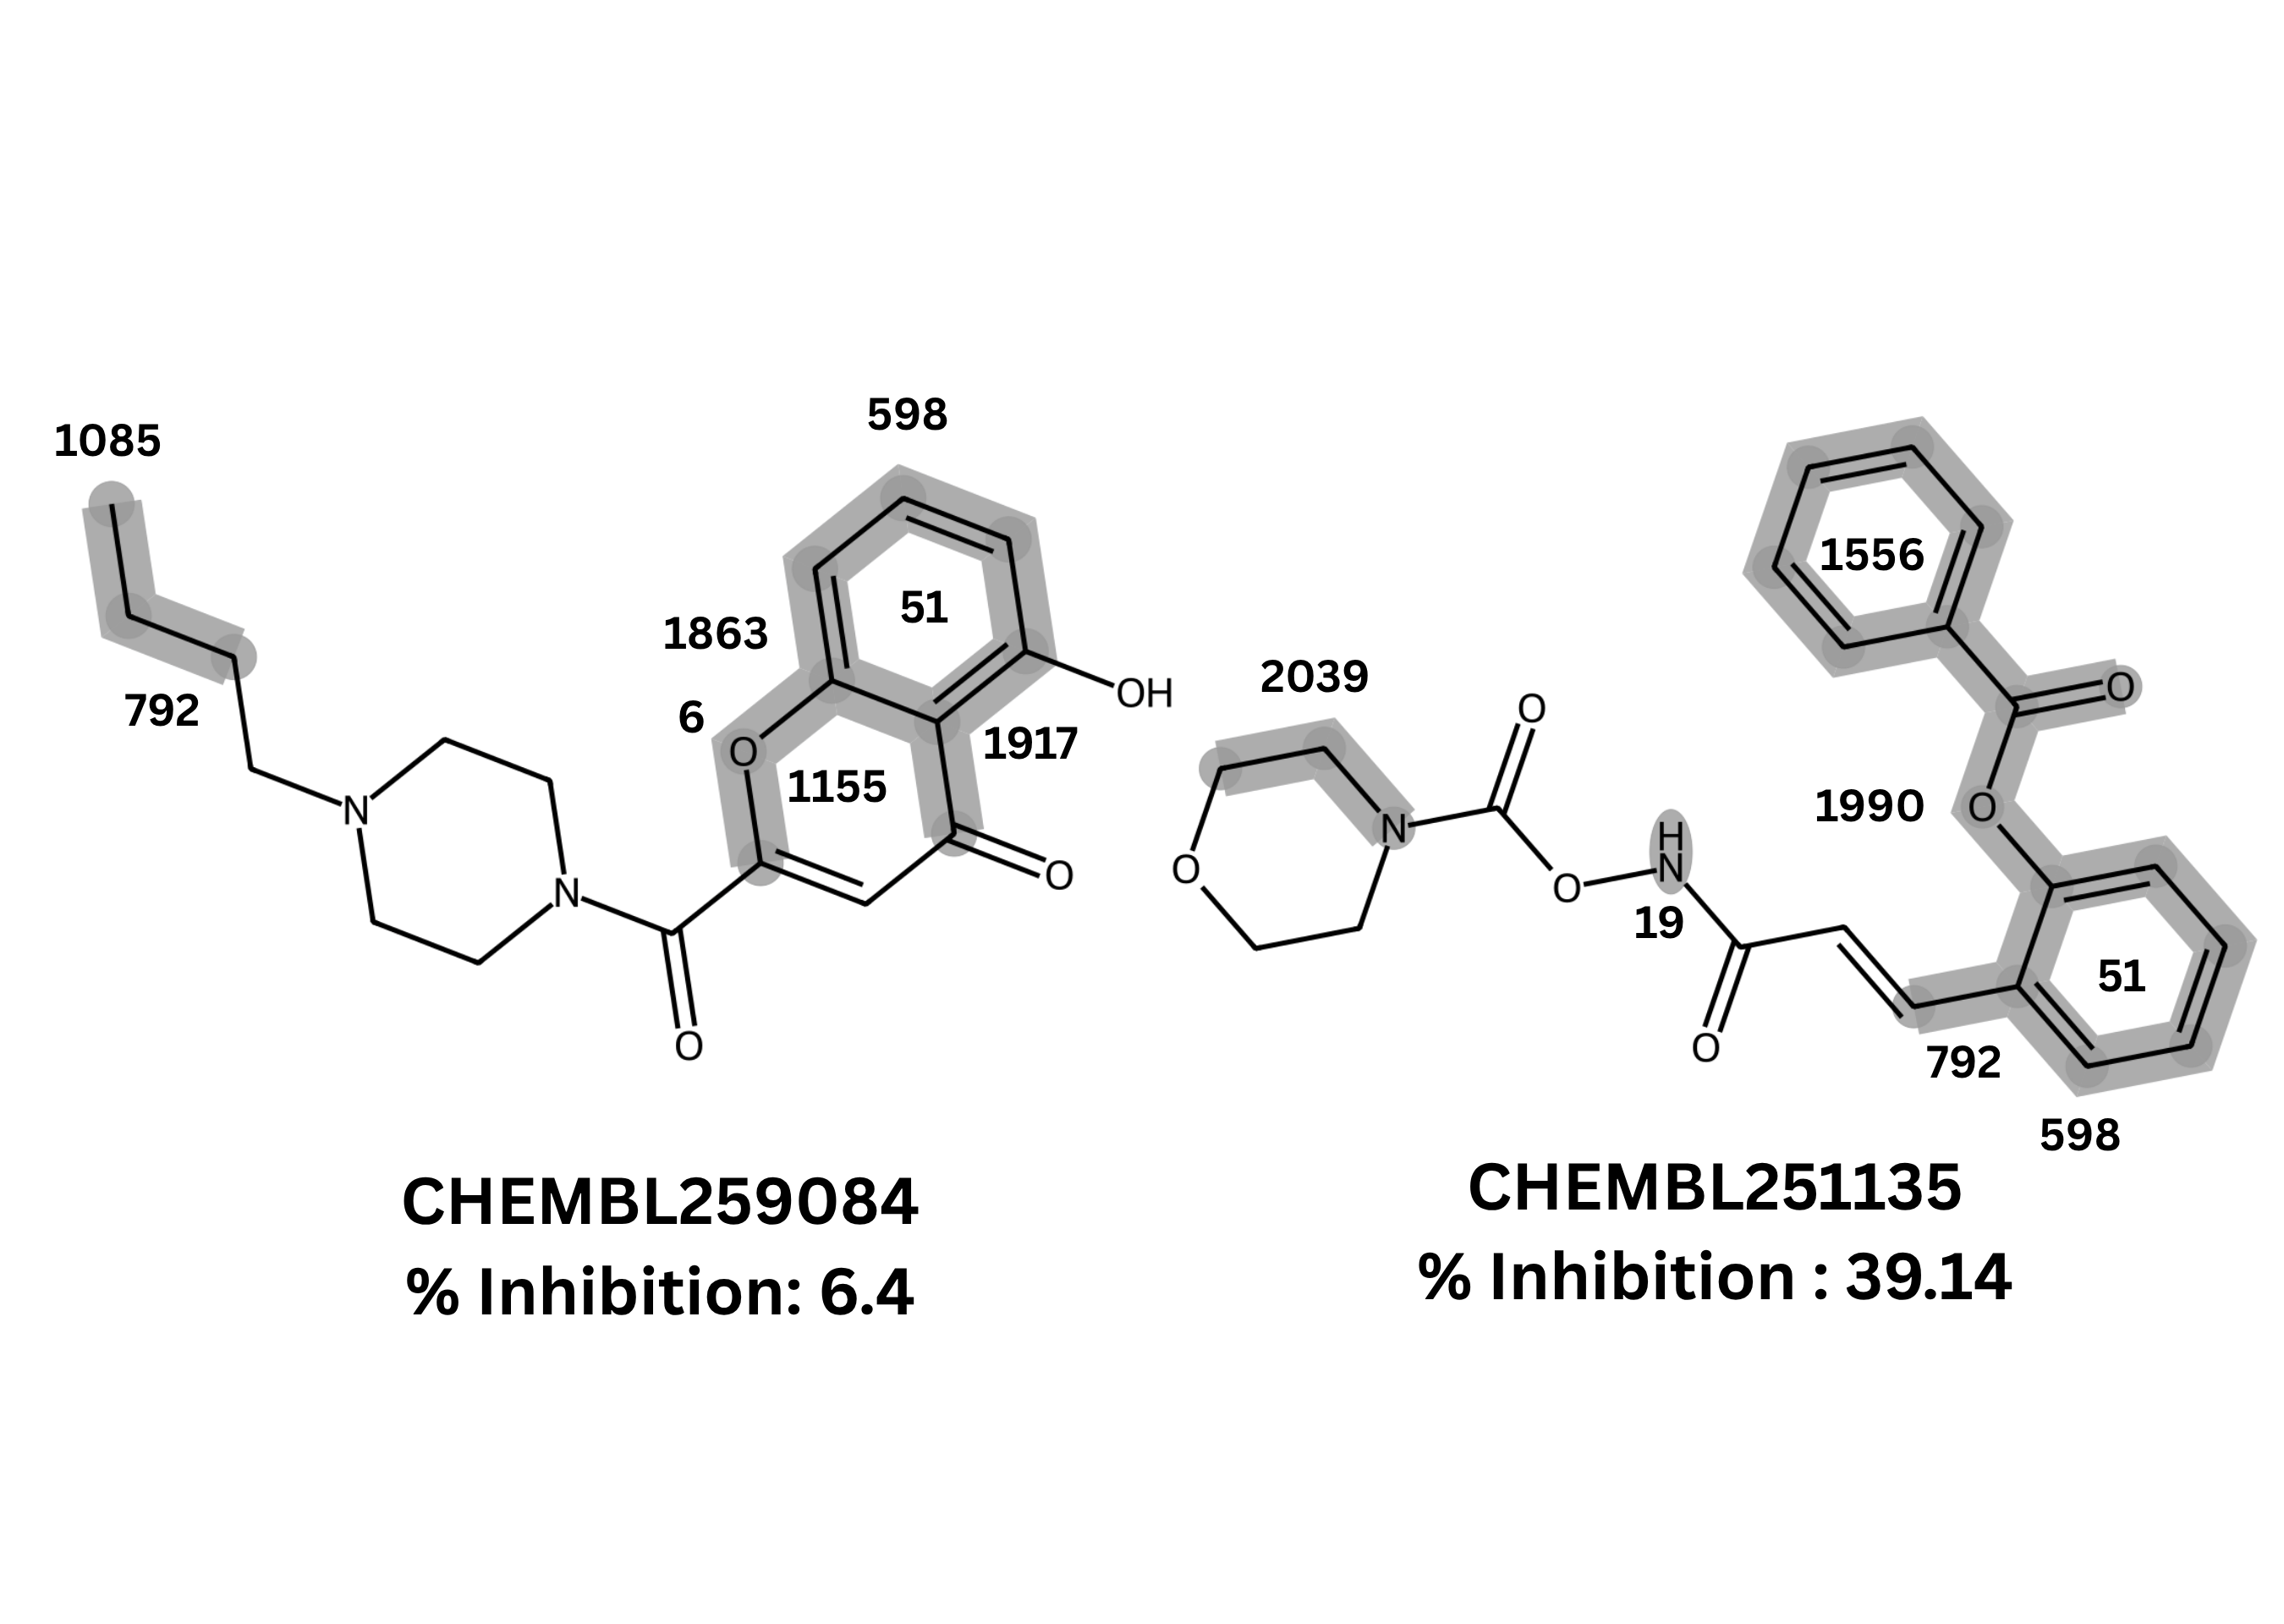 1085
792
598
51
1863
6
1155
1917
O
OH
O
N
N
O
2039
O
N
O
O
H
N
19
O
1556
O
1990
O
51
792
598
CHEMBL259084
% Inhibition: 6.4
CHEMBL251135
% Inhibition : 39.14